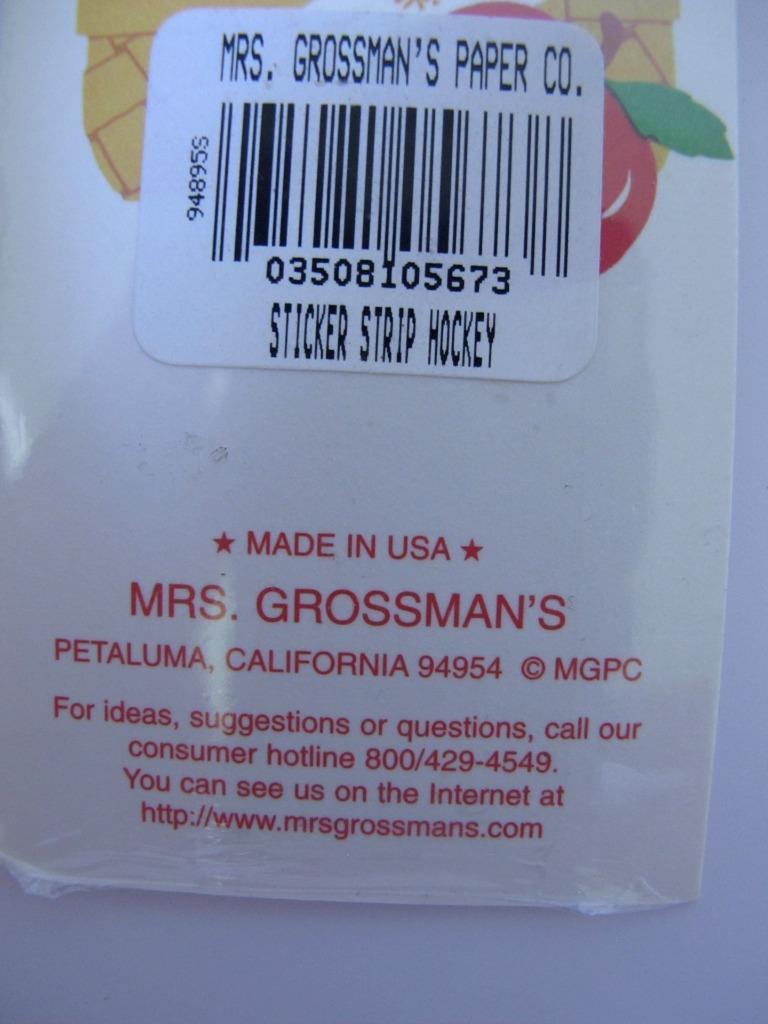 MRS. GROSSMAN'S PAPER CO.
94895S
03508105673
STICKER STRIP HOCKEY
★ MADE IN USA ★
MRS. GROSSMAN'S
PETALUMA, CALIFORNIA 94954 © MGPC
For ideas, suggestions or questions, call our
consumer hotline 800/429-4549.
You can see us on the Internet at
http://www.mrsgrossmans.com